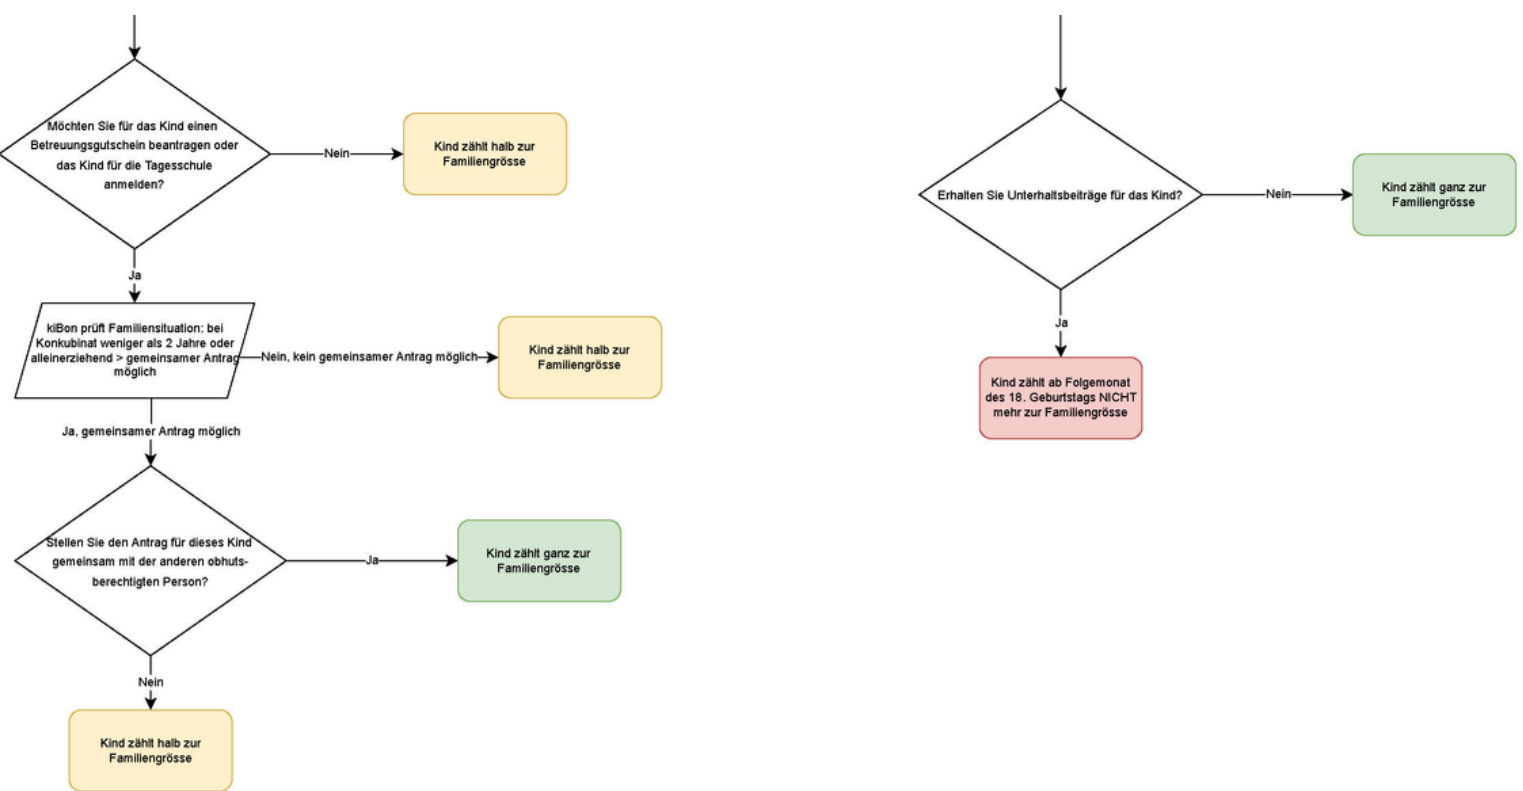 Möchten Sie für das Kind einen
Betreuungsgutschein beantragen oder
das Kind für die Tagesschule
anmelden?
Nein
Kind zählt halb zur
Familiengrösse
Ja
kiBon prüft Familiensituation: bei
Konkubinat weniger als 2 Jahre oder
alleinerziehend > gemeinsamer Antrag
möglich
Nein, kein gemeinsamer Antrag möglich
Kind zählt halb zur
Familiengrösse
Ja, gemeinsamer Antrag möglich
Stellen Sie den Antrag für dieses Kind
gemeinsam mit der anderen obhuts-
berechtigten Person?
Ja
Kind zählt ganz zur
Familiengrösse
Nein
Kind zählt halb zur
Familiengrösse
Erhalten Sie Unterhaltsbeiträge für das Kind?
Nein
Kind zählt ganz zur
Familiengrösse
Ja
Kind zählt ab Folgemonat
des 18. Geburtstags NICHT
mehr zur Familiengrösse